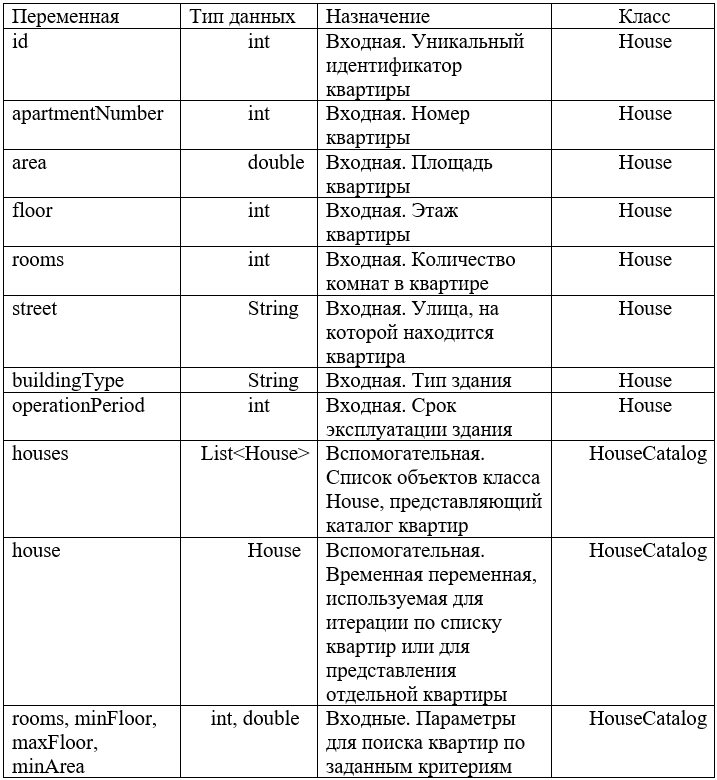 Переменная Тип данных Назначение Класс
id int Входная. Уникальный House
идентификатор
квартиры
apartmentNumber int Входная. Номер House
квартиры
area double Входная. Площадь House
квартиры
floor int Входная. Этаж House
квартиры
rooms int Входная. Количество House
комнат в квартире
street String Входная. Улица, на House
которой находится
квартира
buildingType String Входная. Тип здания House
operationPeriod int Входная. Срок House
эксплуатации здания
houses List<House> Вспомогательная. HouseCatalog
Список объектов класса
House, представляющий
каталог квартир
house House Вспомогательная. HouseCatalog
Временная переменная,
используемая для
итерации по списку
квартир или для
представления
отдельной квартиры
rooms, minFloor, int, double Входные. Параметры HouseCatalog
maxFloor, для поиска квартир по
minArea заданным критериям